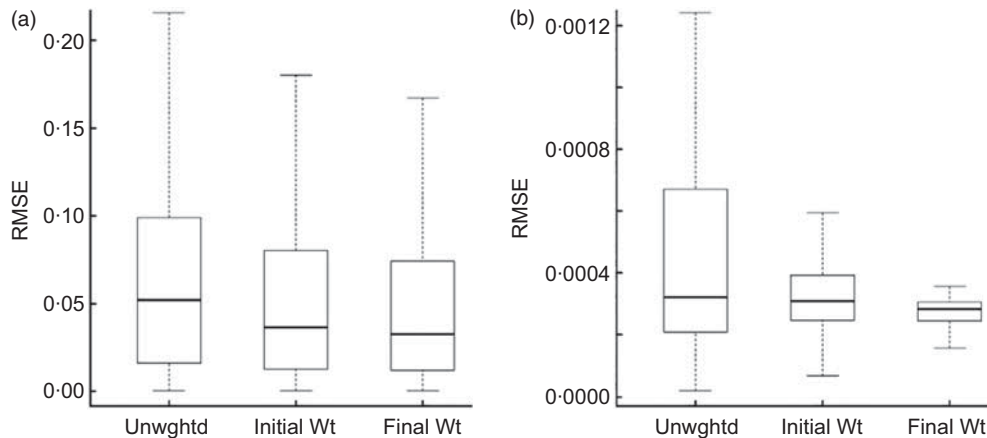 (a)
RMSE
0·20
0·15
0·10
0·05
0·00
Unwghtd Initial Wt Final Wt
(b)
RMSE
0·0012
0·0008
0·0004
0·0000
Unwghtd Initial Wt Final Wt